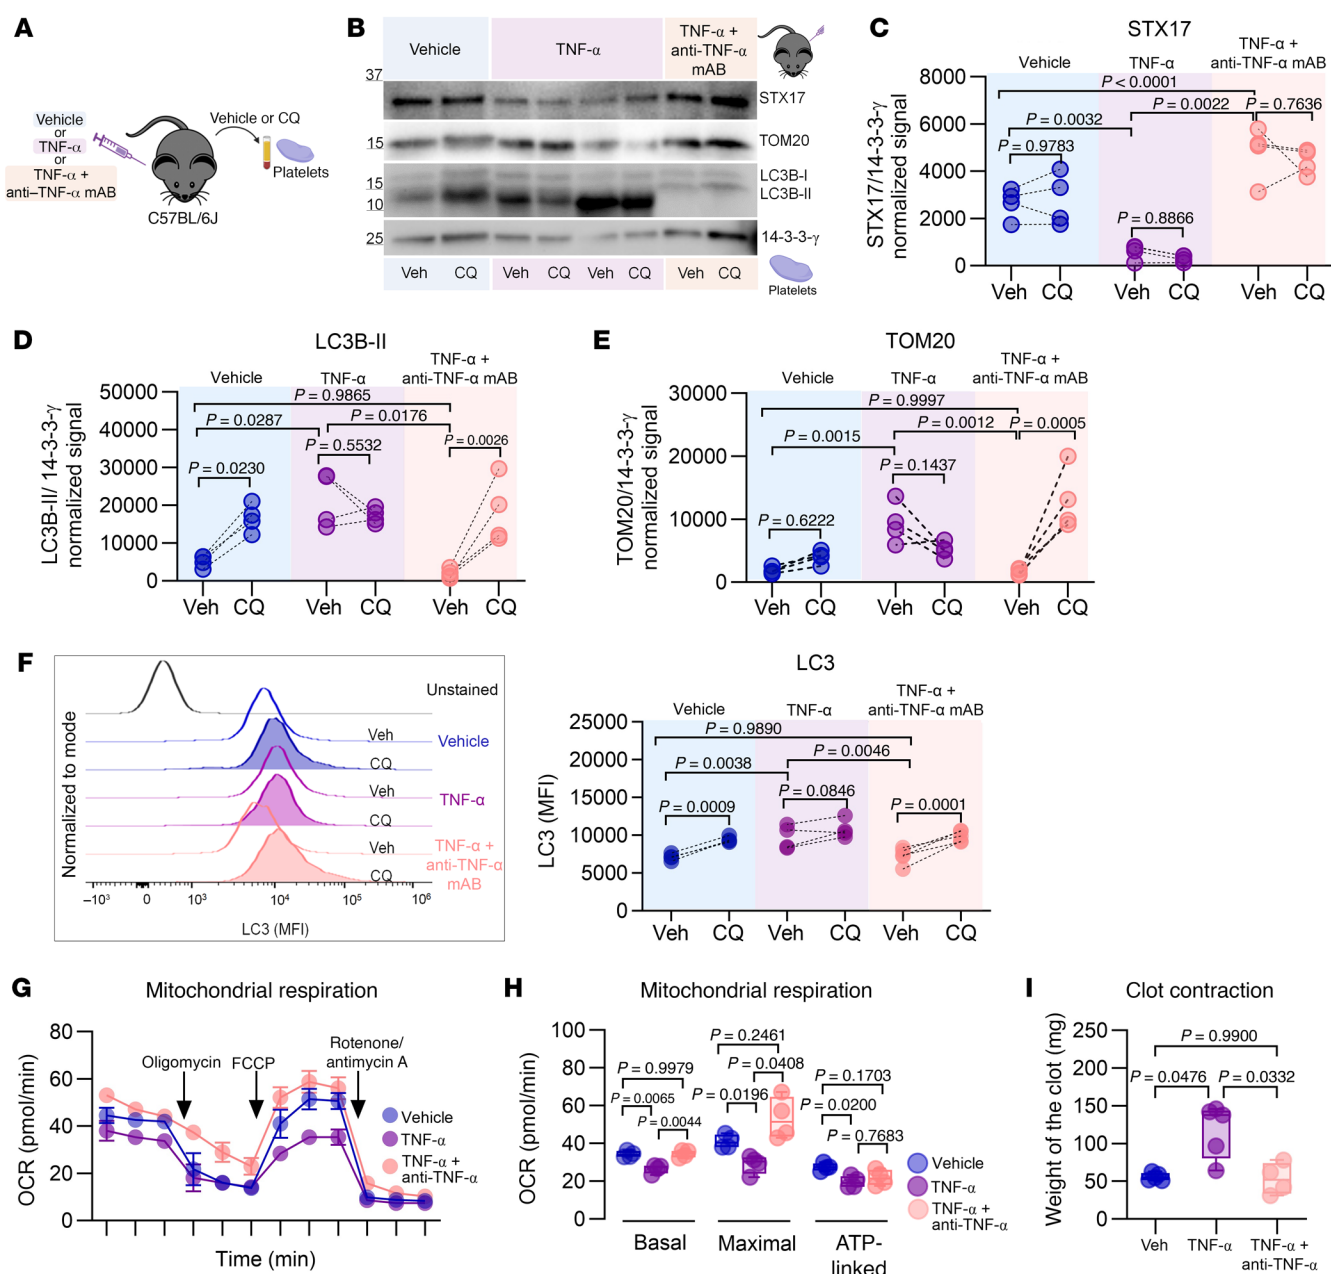 A
Vehicle
or
TNF-α
or
TNF-α +
anti–TNF-α mAB
C57BL/6J
Vehicle or CQ
Platelets
B
Vehicle
TNF-α
TNF-α +
anti-TNF-α
mAB
37
STX17
15
TOM20
LC3B-I
15
LC3B-II
10
25
14-3-3-γ
Veh CQ Veh CQ Veh CQ Veh CQ
Platelets
C
STX17
Vehicle
TNF-α
TNF-α +
anti-TNF-α mAB
STX17/14-3-3-γ
normalized signal
8000
6000
4000
2000
0
P < 0.0001
P = 0.0022
P = 0.7636
P = 0.0032
P = 0.9783
P = 0.8866
Veh CQ Veh CQ Veh CQ
D
LC3B-II
Vehicle
TNF-α
TNF-α +
anti-TNF-α mAB
LC3B-II/ 14-3-3-γ
normalized signal
50000
40000
30000
20000
10000
0
P = 0.9865
P = 0.0287
P = 0.0176
P = 0.5532
P = 0.0026
P = 0.0230
Veh CQ Veh CQ Veh CQ
E
TOM20
Vehicle
TNF-α
TNF-α +
anti-TNF-α mAB
TOM20/14-3-3-γ
normalized signal
30000
20000
10000
0
P = 0.9997
P = 0.0012
P = 0.0005
P = 0.0015
P = 0.1437
P = 0.6222
Veh CQ Veh CQ Veh CQ
F
Normalized to mode
Unstained
Veh
Vehicle
CQ
Veh
TNF-α
CQ
Veh
TNF-α +
anti-TNF-α
mAB
CQ
–10³ 0 10³ 10⁴ 10⁵ 10⁶
LC3 (MFI)
LC3
Vehicle
TNF-α
TNF-α +
anti-TNF-α mAB
LC3 (MFI)
25000
20000
15000
10000
5000
0
P = 0.9890
P = 0.0046
P = 0.0038
P = 0.0846
P = 0.0009
P = 0.0001
Veh CQ Veh CQ Veh CQ
G
Mitochondrial respiration
OCR (pmol/min)
80
60
40
20
0
Oligomycin
FCCP
Rotenone/
antimycin A
Vehicle
TNF-α
TNF-α +
anti-TNF-α
Time (min)
H
Mitochondrial respiration
OCR (pmol/min)
100
80
60
40
20
0
P = 0.9979
P = 0.0065
P = 0.0044
P = 0.2461
P = 0.0408
P = 0.0196
P = 0.1703
P = 0.0200
P = 0.7683
Vehicle
TNF-α
TNF-α +
anti-TNF-α
Basal
Maximal
ATP-
linked
I
Clot contraction
Weight of the clot (mg)
250
200
150
100
50
0
P = 0.9900
P = 0.0476
P = 0.0332
Veh
TNF-α
TNF-α +
anti-TNF-α